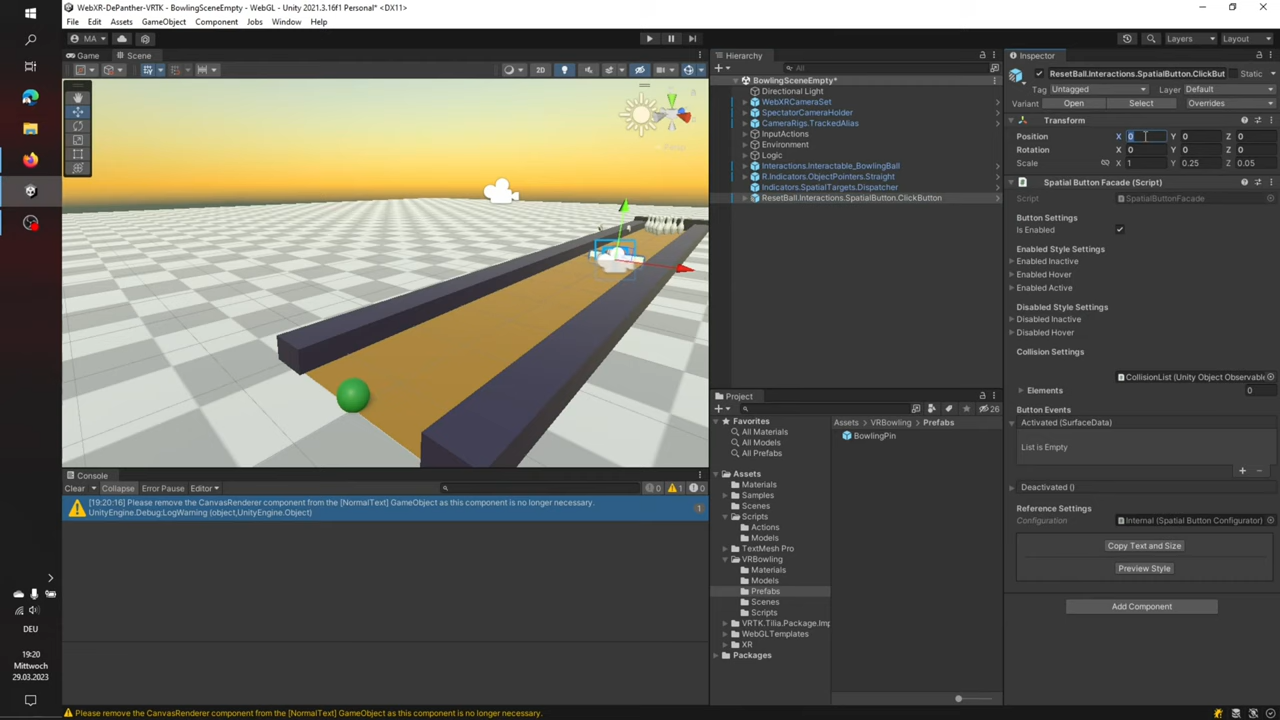 WebXR-DePanther-VRTK - BowlingSceneEmpty - WebGL - Unity 2021.3.16f1 Personal* <DX11>
File Edit Assets GameObject Component Jobs Window Help
MA
Layers Layout
Game Scene
2D
Persp
Hierarchy
All
BowlingSceneEmpty*
Directional Light
WebXRCameraSet
SpectatorCameraHolder
CameraRigs.TrackedAlias
InputActions
Environment
Logic
Interactions.Interactable_BowlingBall
R.Indicators.ObjectPointers.Straight
Indicators.SpatialTargets.Dispatcher
ResetBall.Interactions.SpatialButton.ClickButton
Inspector
ResetBall.Interactions.SpatialButton.ClickBut Static
Tag Untagged Layer Default
Variant Open Select Overrides
Transform
Position X 0 Y 0 Z 0
Rotation X 0 Y 0 Z 0
Scale X 1 Y 0.25 Z 0.05
Spatial Button Facade (Script)
Script SpatialButtonFacade
Button Settings
Is Enabled
Enabled Style Settings
Enabled Inactive
Enabled Hover
Enabled Active
Disabled Style Settings
Disabled Inactive
Disabled Hover
Collision Settings
CollisionList (Unity Object Observable
Elements 0
Button Events
Activated (SurfaceData)
List is Empty
Deactivated ()
Reference Settings
Configuration Internal (Spatial Button Configurator)
Copy Text and Size
Preview Style
Add Component
Project
26
Favorites
All Materials
All Models
All Prefabs
Assets
Materials
Samples
Scenes
Scripts
Actions
Models
TextMesh Pro
VRBowling
Materials
Models
Prefabs
Scenes
Scripts
VRTK.Tilia.Package.Imp
WebGLTemplates
XR
Packages
Assets > VRBowling > Prefabs
BowlingPin
Console
Clear Collapse Error Pause Editor
0 1 0
[19:20:16] Please remove the CanvasRenderer component from the [NormalText] GameObject as this component is no longer necessary.
UnityEngine.Debug:LogWarning (object,UnityEngine.Object)
1
Please remove the CanvasRenderer component from the [NormalText] GameObject as this component is no longer necessary.
DEU
19:20
Mittwoch
29.03.2023